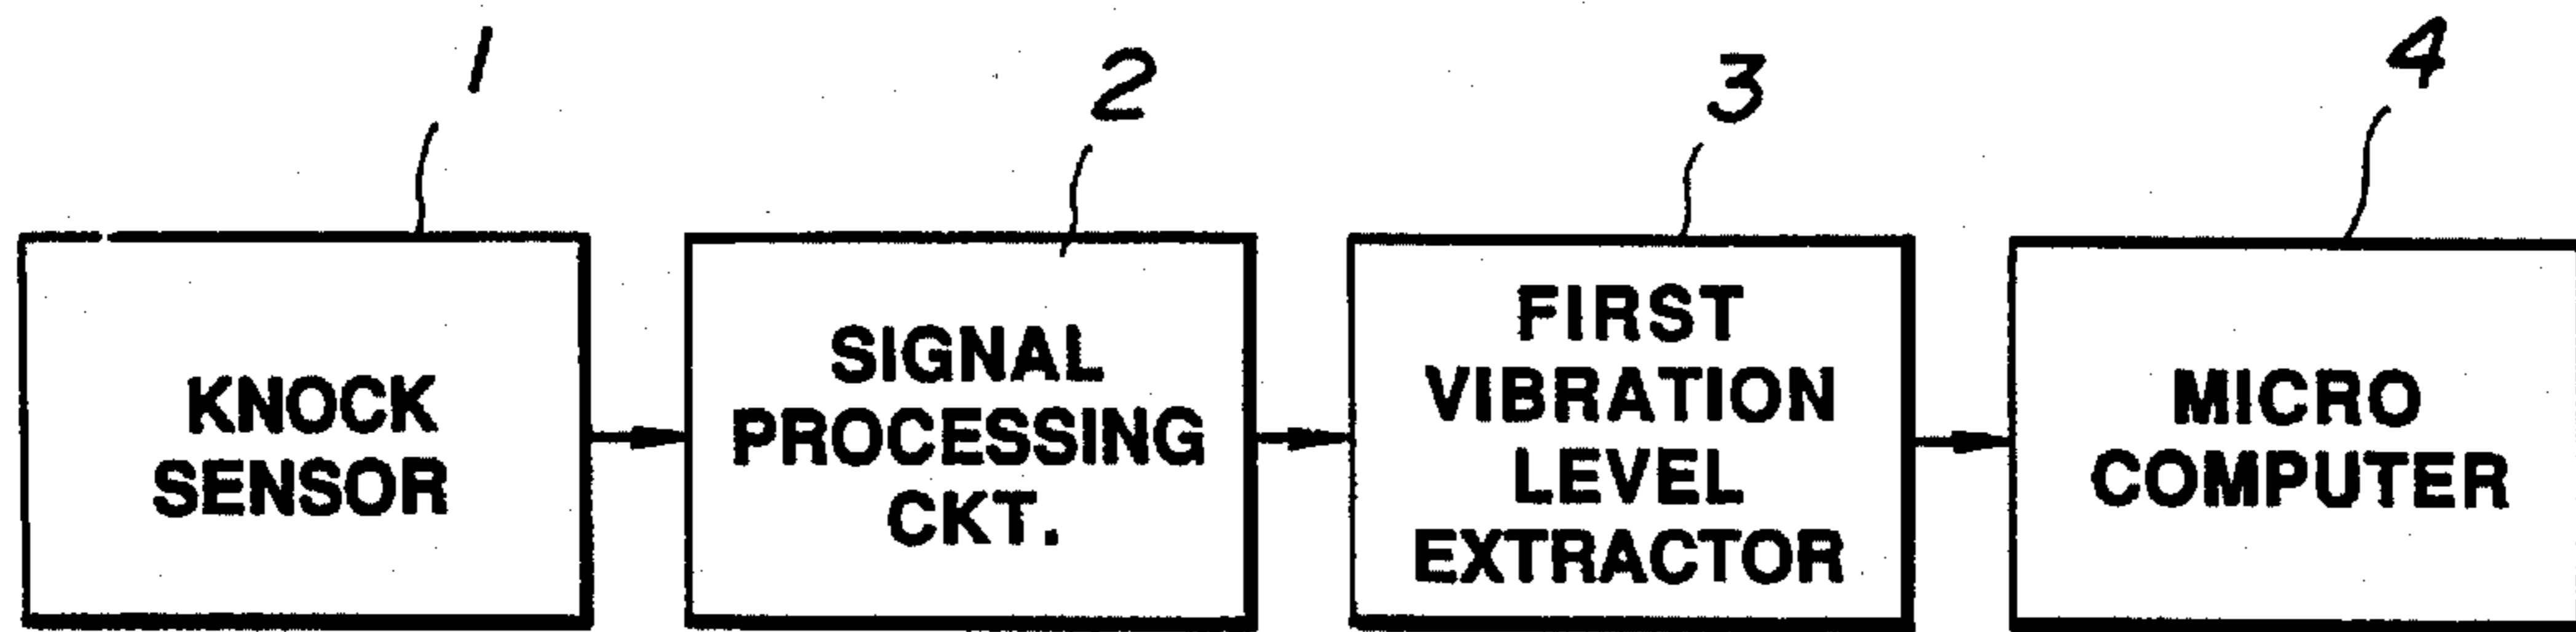 1
2
3
4
KNOCK
SENSOR
SIGNAL
PROCESSING
CKT.
FIRST
VIBRATION
LEVEL
EXTRACTOR
MICRO
COMPUTER